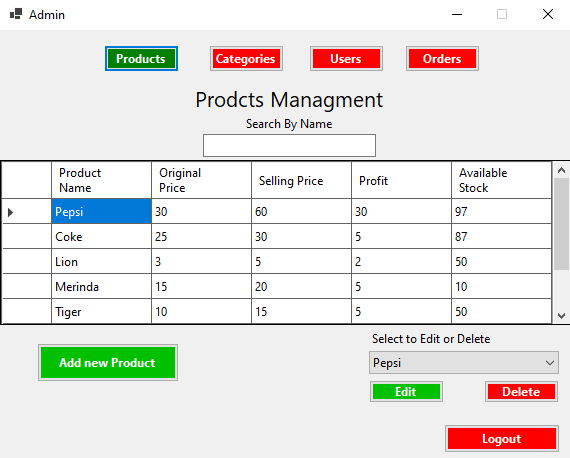 Admin
Products Categories Users Orders
Prodcts Managment
Search By Name
Product Name Original Price Selling Price Profit Available Stock
Pepsi 30 60 30 97
Coke 25 30 5 87
Lion 3 5 2 50
Merinda 15 20 5 10
Tiger 10 15 5 50
Select to Edit or Delete
Add new Product Pepsi
Edit Delete
Logout